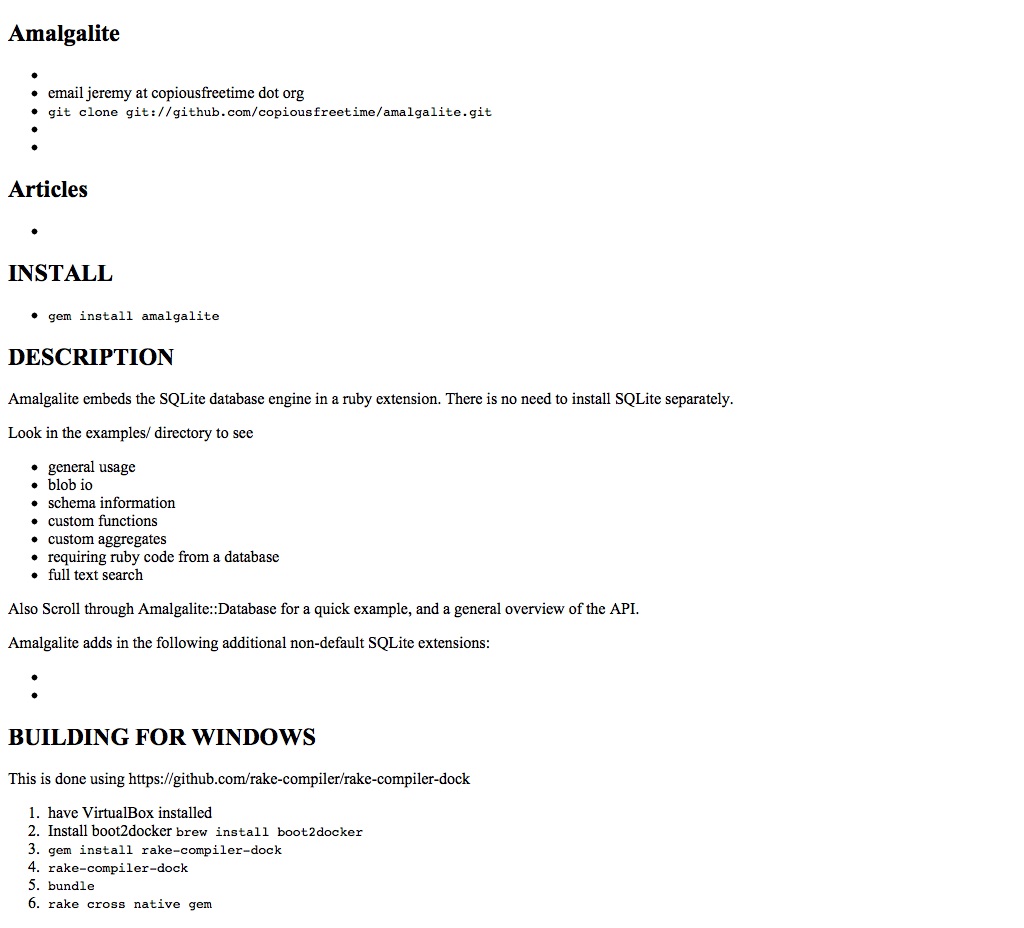 Amalgalite
email jeremy at copiousfreetime dot org
git clone git://github.com/copiousfreetime/amalgalite.git
Articles
INSTALL
gem install amalgalite
DESCRIPTION
Amalgalite embeds the SQLite database engine in a ruby extension. There is no need to install SQLite separately.
Look in the examples/ directory to see
general usage
blob io
schema information
custom functions
custom aggregates
requiring ruby code from a database
full text search
Also Scroll through Amalgalite::Database for a quick example, and a general overview of the API.
Amalgalite adds in the following additional non-default SQLite extensions:
BUILDING FOR WINDOWS
This is done using https://github.com/rake-compiler/rake-compiler-dock
1. have VirtualBox installed
2. Install boot2docker brew install boot2docker
3. gem install rake-compiler-dock
4. rake-compiler-dock
5. bundle
6. rake cross native gem